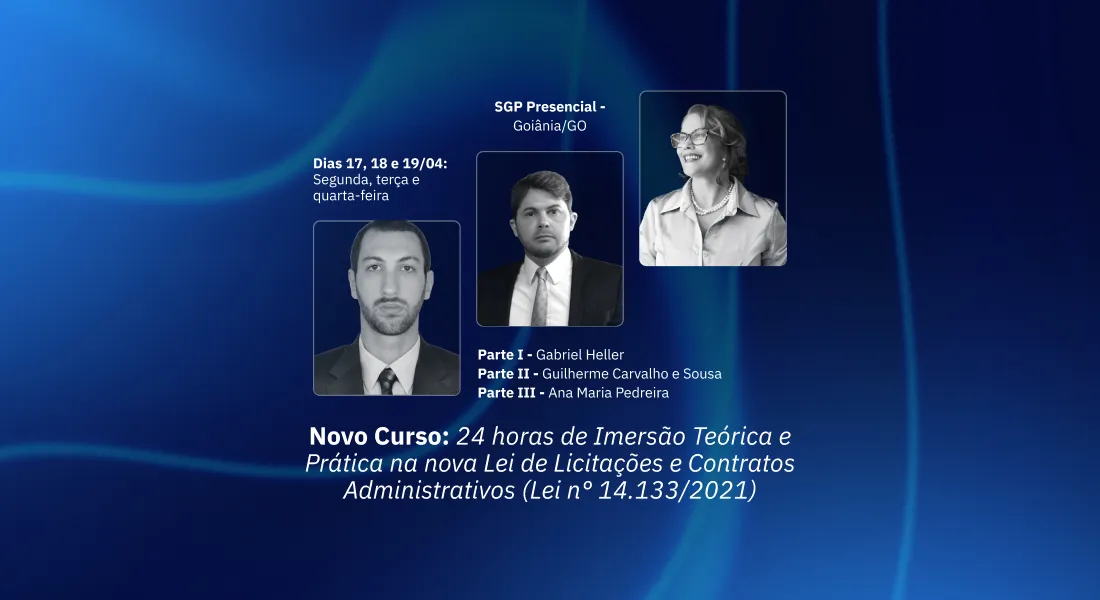 SGP Presencial -
Goiânia/GO
Dias 17, 18 e 19/04:
Segunda, terça e
quarta-feira
Parte I - Gabriel Heller
Parte II - Guilherme Carvalho e Sousa
Parte III - Ana Maria Pedreira
Novo Curso: 24 horas de Imersão Teórica e
Prática na nova Lei de Licitações e Contratos
Administrativos (Lei nº 14.133/2021)